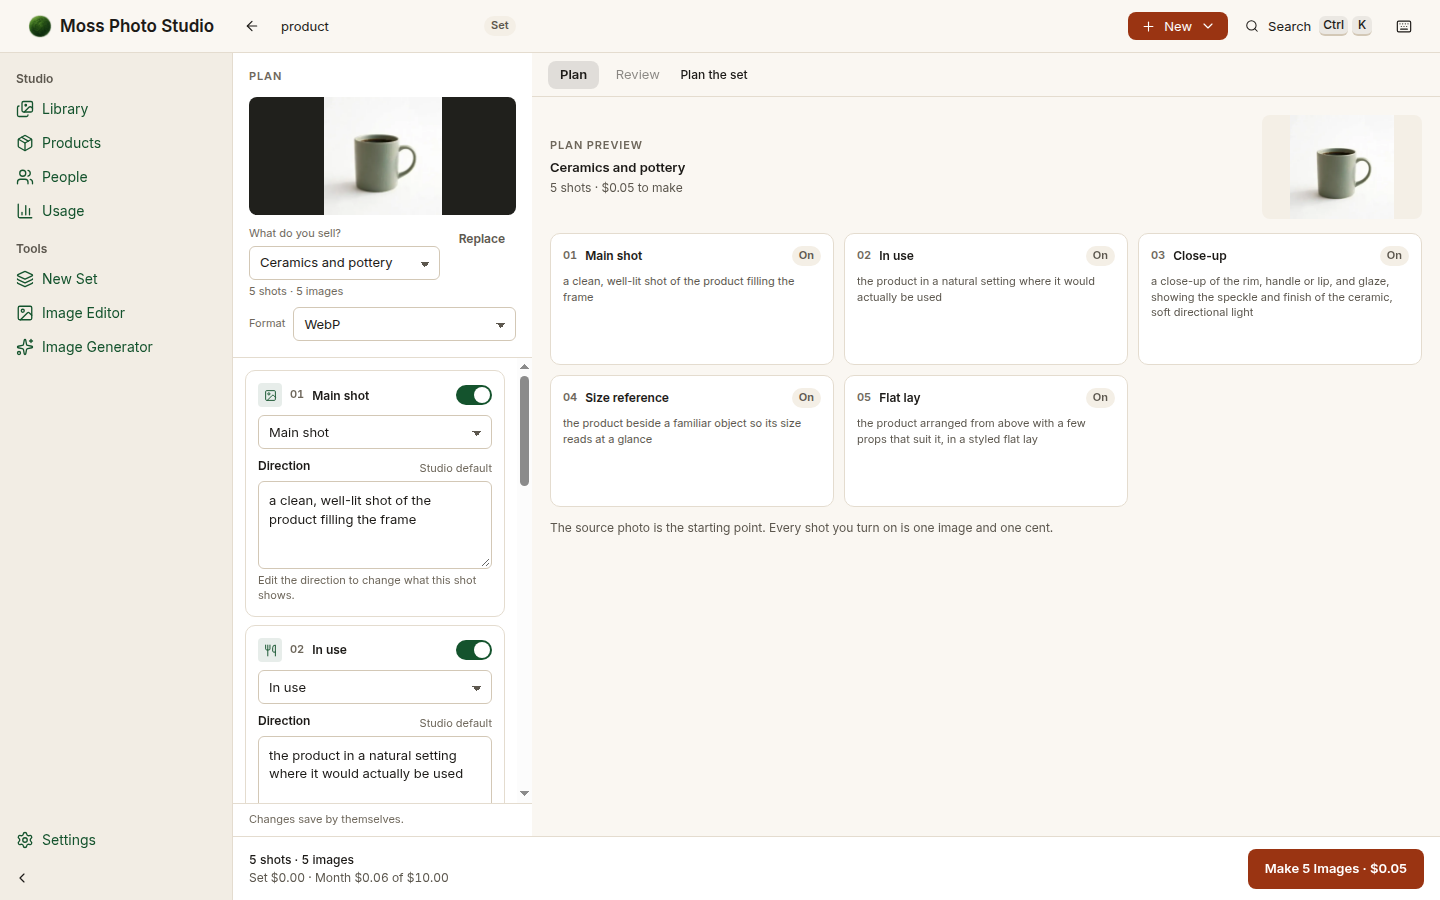 Moss Photo Studio
product
Set
New
Search
Ctrl
K
Studio
Library
Products
People
Usage
Tools
New Set
Image Editor
Image Generator
Settings
PLAN
What do you sell?
Replace
Ceramics and pottery
5 shots · 5 images
Format
WebP
01 Main shot
Main shot
Direction
Studio default
a clean, well-lit shot of the
product filling the frame
Edit the direction to change what this shot
shows.
02 In use
In use
Direction
Studio default
the product in a natural setting
where it would actually be used
Changes save by themselves.
Plan
Review
Plan the set
PLAN PREVIEW
Ceramics and pottery
5 shots · $0.05 to make
01 Main shot
On
a clean, well-lit shot of the product filling the
frame
02 In use
On
the product in a natural setting where it would
actually be used
03 Close-up
On
a close-up of the rim, handle or lip, and glaze,
showing the speckle and finish of the ceramic,
soft directional light
04 Size reference
On
the product beside a familiar object so its size
reads at a glance
05 Flat lay
On
the product arranged from above with a few
props that suit it, in a styled flat lay
The source photo is the starting point. Every shot you turn on is one image and one cent.
5 shots · 5 images
Set $0.00 · Month $0.06 of $10.00
Make 5 Images · $0.05